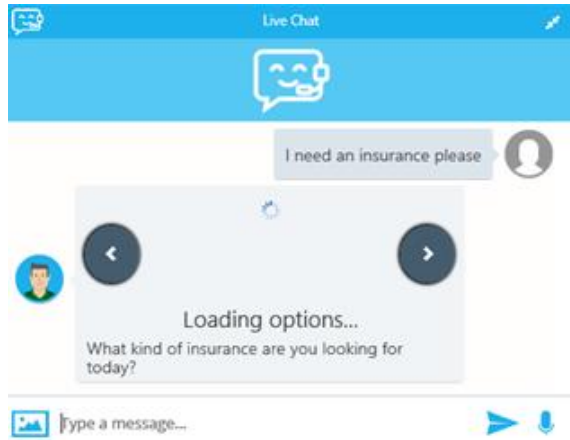 Live Chat
I need an insurance please
Loading options...
What kind of insurance are you looking for
today?
Type a message...